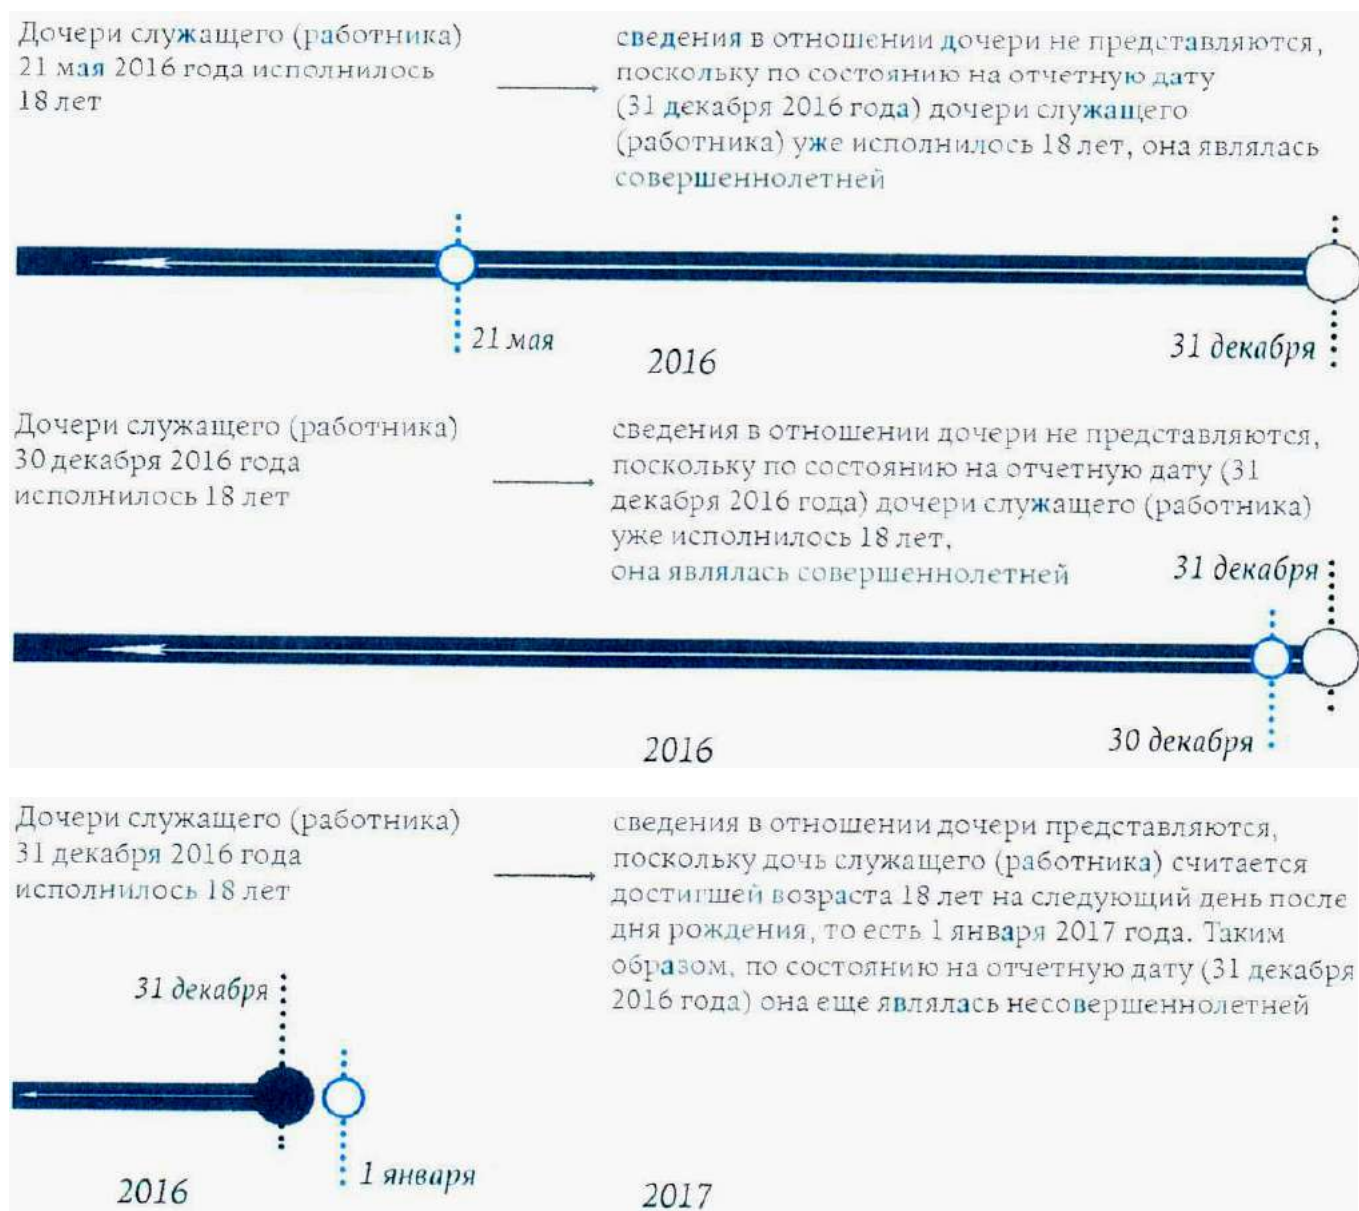 Дочери служащего (работника)
21 мая 2016 года исполнилось
18 лет
сведения в отношении дочери не представляются,
поскольку по состоянию на отчетную дату
(31 декабря 2016 года) дочери служащего
(работника) уже исполнилось 18 лет, она являлась
совершеннолетней
21 мая
2016
31 декабря
Дочери служащего (работника)
30 декабря 2016 года
исполнилось 18 лет
сведения в отношении дочери не представляются,
поскольку по состоянию на отчетную дату (31
декабря 2016 года) дочери служащего (работника)
уже исполнилось 18 лет,
она являлась совершеннолетней
31 декабря
2016
30 декабря
Дочери служащего (работника)
31 декабря 2016 года
исполнилось 18 лет
сведения в отношении дочери представляются,
поскольку дочь служащего (работника) считается
достигшей возраста 18 лет на следующий день после
дня рождения, то есть 1 января 2017 года. Таким
образом, по состоянию на отчетную дату (31 декабря
2016 года) она еще являлась несовершеннолетней
31 декабря
1 января
2016
2017